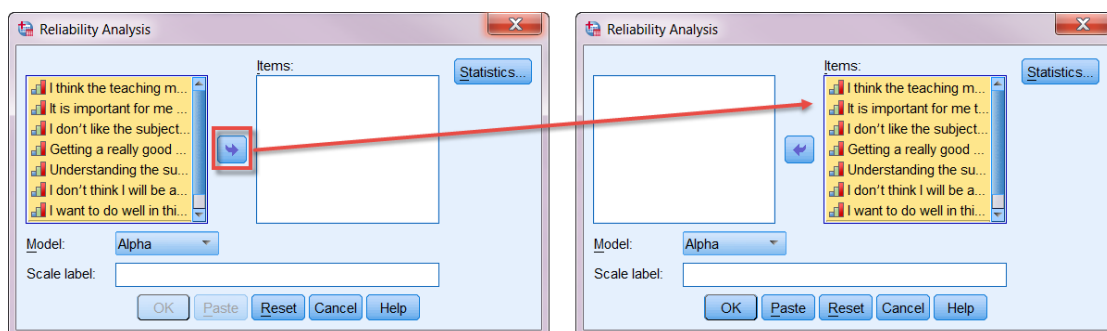 Reliability Analysis
Items:
Statistics...
I think the teaching m...
It is important for me ...
I don't like the subject...
Getting a really good ...
Understanding the su...
I don't think I will be a...
I want to do well in thi...
Model:
Alpha
Scale label:
OK Paste Reset Cancel Help
Reliability Analysis
Items:
Statistics...
I think the teaching m...
It is important for me t...
I don't like the subject...
Getting a really good ...
Understanding the su...
I don't think I will be a...
I want to do well in thi...
Model:
Alpha
Scale label:
OK Paste Reset Cancel Help